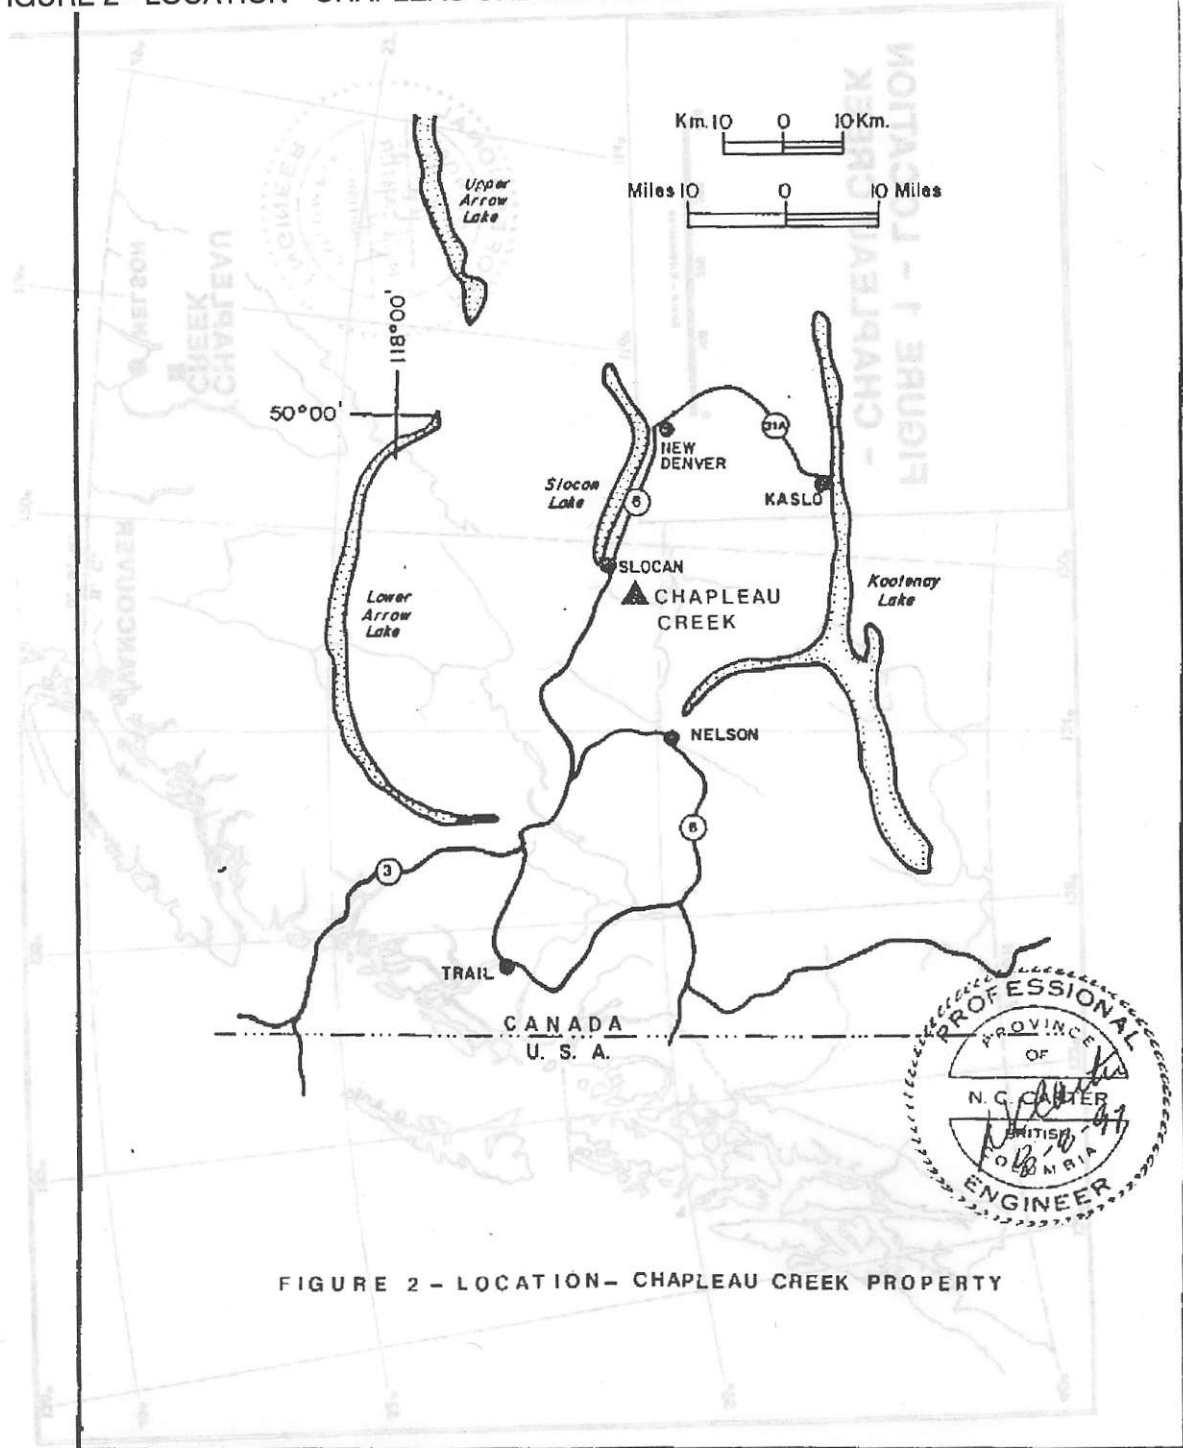 FIGURE 2 - LOCATION - CHAPLEAU
Km. 10 0 10 Km.
Miles 10 0 10 Miles
Upper
Arrow
Lake
118°00'
50°00'
NEW
DENVER
31A
Slocan
Lake
6
KASLO
SLOCAN
CHAPLEAU
CREEK
Kootenay
Lake
Lower
Arrow
Lake
NELSON
6
3
TRAIL
CANADA
U. S. A.
PROFESSIONAL
PROVINCE
OF
N. C. CARTER
BRITISH
COLUMBIA
ENGINEER
FIGURE 2 - LOCATION - CHAPLEAU CREEK PROPERTY
FIGURE 1 - LOCATION
- CHAPLEAU CREEK
NELSON
CHAPLEAU
CREEK
VANCOUVER
ENGINEER